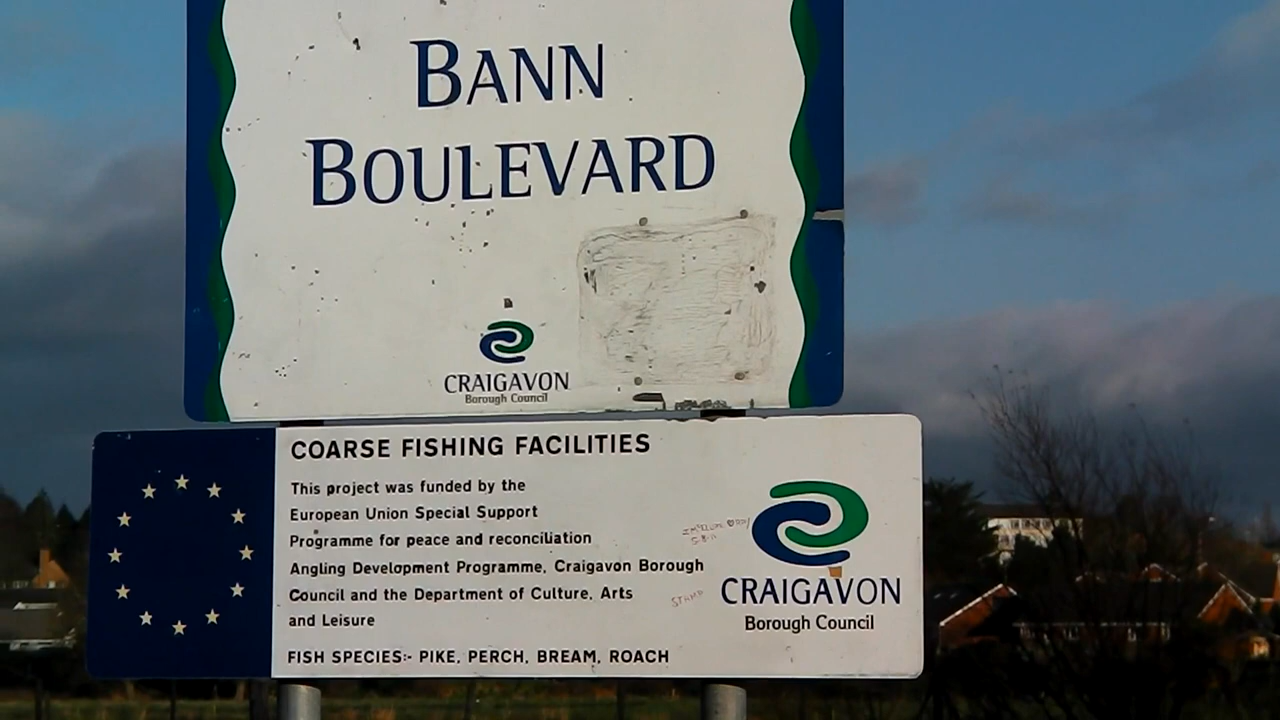 BANN
BOULEVARD
CRAIGAVON
Borough Council
COARSE FISHING FACILITIES
This project was funded by the
European Union Special Support
Programme for peace and reconciliation
Angling Development Programme, Craigavon Borough
Council and the Department of Culture, Arts
and Leisure
FISH SPECIES:- PIKE, PERCH, BREAM, ROACH
CRAIGAVON
Borough Council